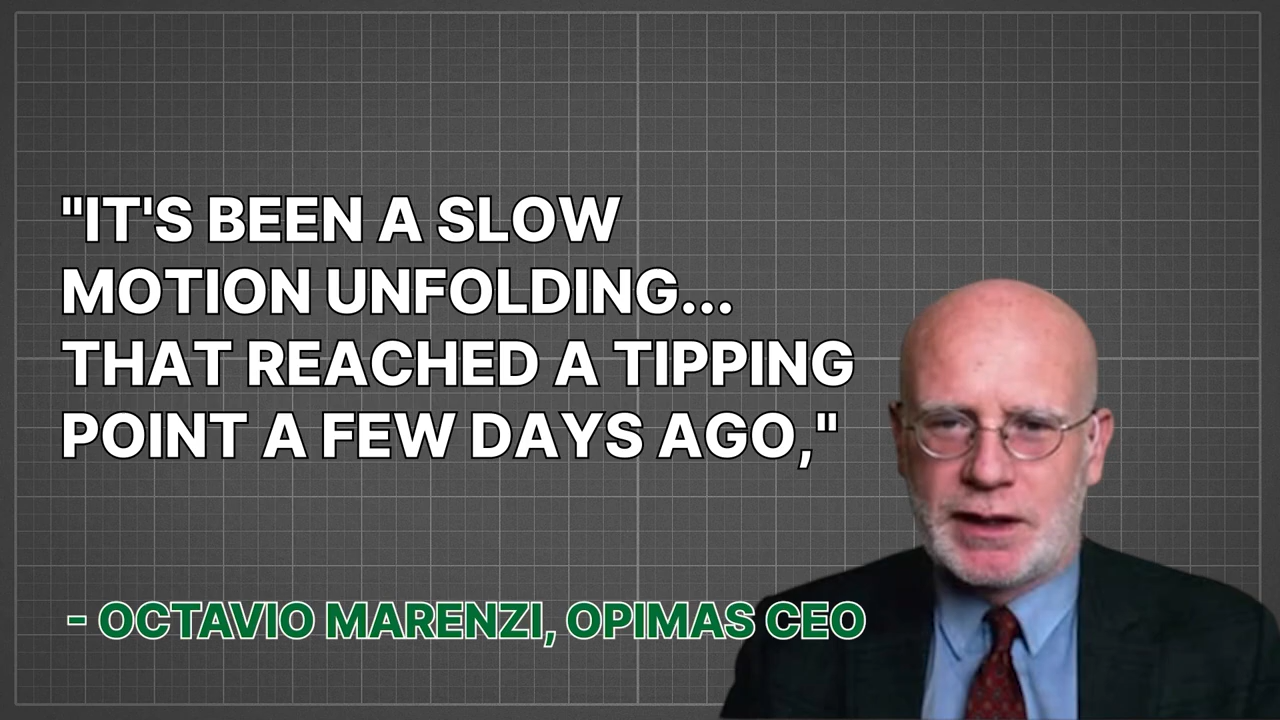 "IT'S BEEN A SLOW
MOTION UNFOLDING...
THAT REACHED A TIPPING
POINT A FEW DAYS AGO,"
- OCTAVIO MARENZI, OPIMAS CEO